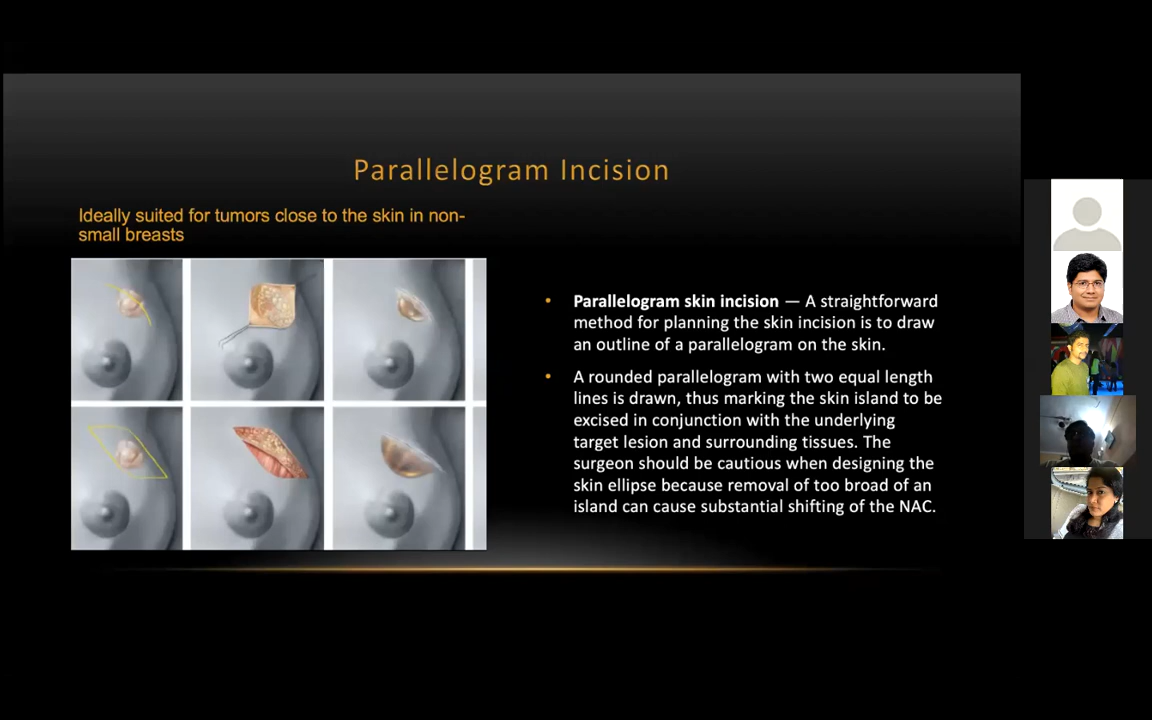 Parallelogram Incision
Ideally suited for tumors close to the skin in non-
small breasts
• Parallelogram skin incision — A straightforward
method for planning the skin incision is to draw
an outline of a parallelogram on the skin.
• A rounded parallelogram with two equal length
lines is drawn, thus marking the skin island to be
excised in conjunction with the underlying
target lesion and surrounding tissues. The
surgeon should be cautious when designing the
skin ellipse because removal of too broad of an
island can cause substantial shifting of the NAC.